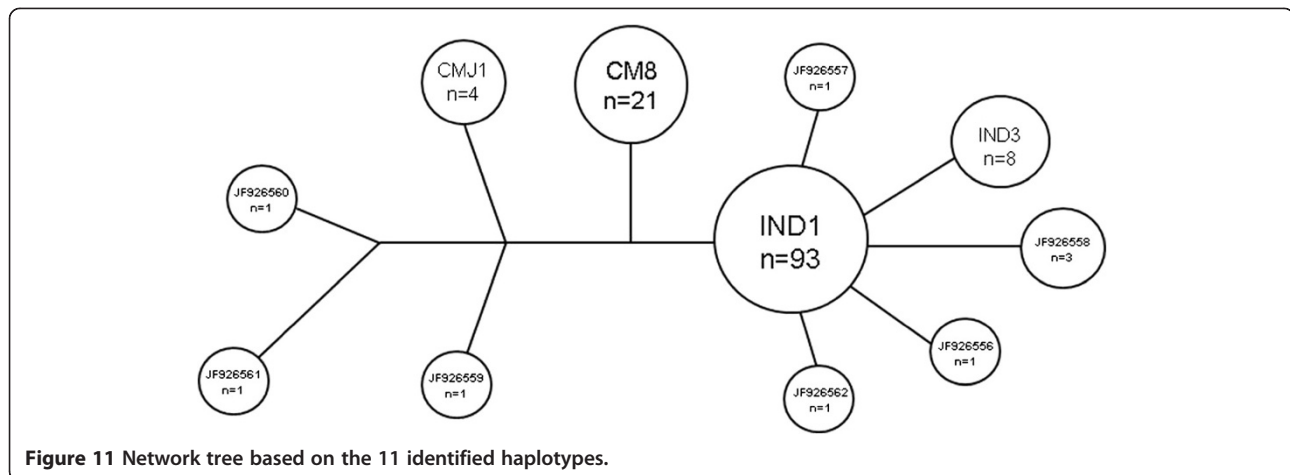 CMJ1
n=4
CM8
n=21
JF926557
n=1
IND3
n=8
JF926560
n=1
IND1
n=93
JF926558
n=3
JF926561
n=1
JF926559
n=1
JF926556
n=1
JF926562
n=1
Figure 11 Network tree based on the 11 identified haplotypes.